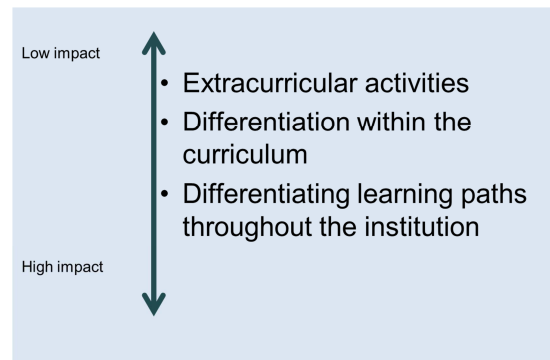 Low impact
• Extracurricular activities
• Differentiation within the
curriculum
• Differentiating learning paths
throughout the institution
High impact